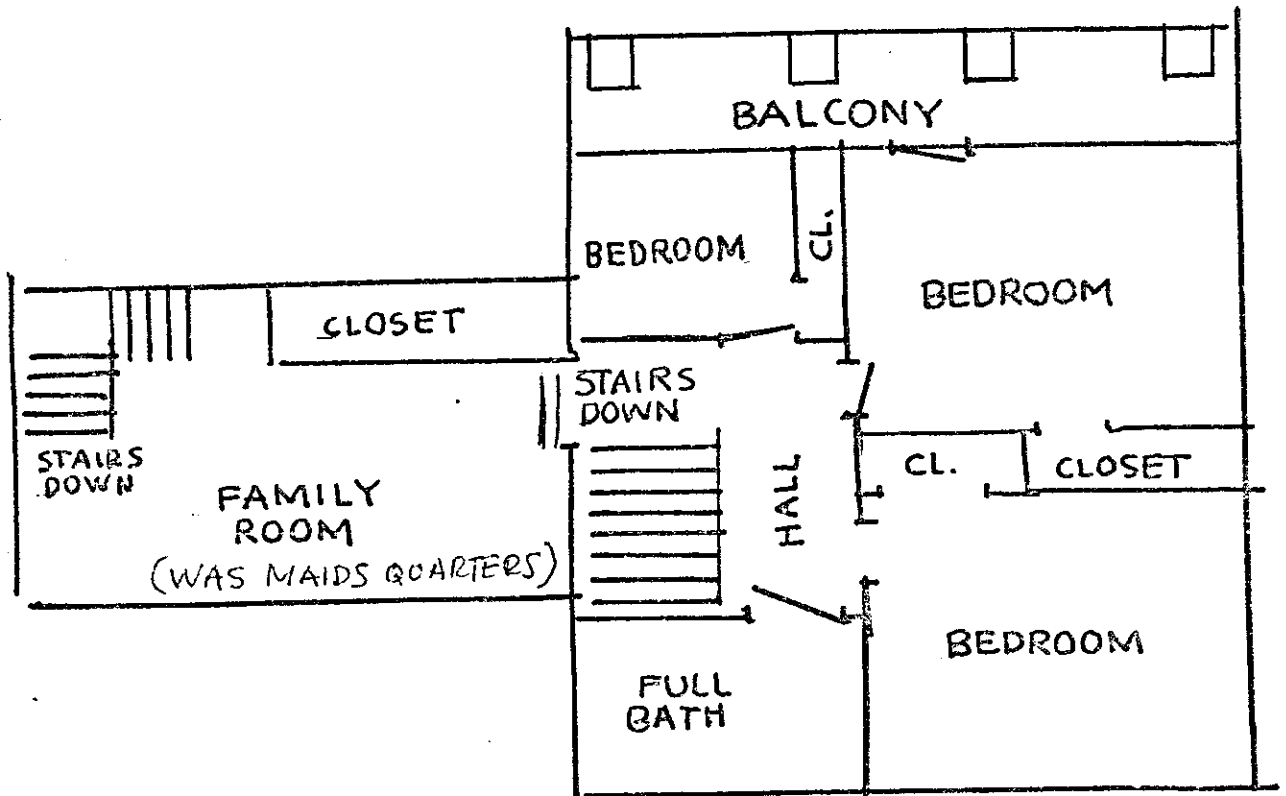 BALCONY
BEDROOM
CL.
BEDROOM
CLOSET
STAIRS
DOWN
STAIRS
DOWN
FAMILY
ROOM
(WAS MAIDS QUARTERS)
HALL
CL.
CLOSET
FULL
BATH
BEDROOM